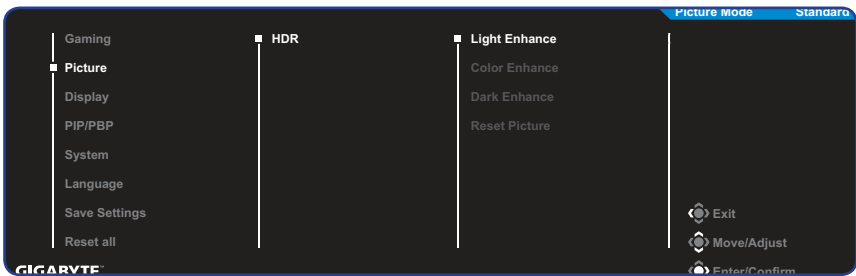 Picture Mode Standard
Gaming HDR Light Enhance
Picture Color Enhance
Display Dark Enhance
PIP/PBP Reset Picture
System
Language
Save Settings Exit
Reset all Move/Adjust
GIGABYTE™ Enter/Confirm